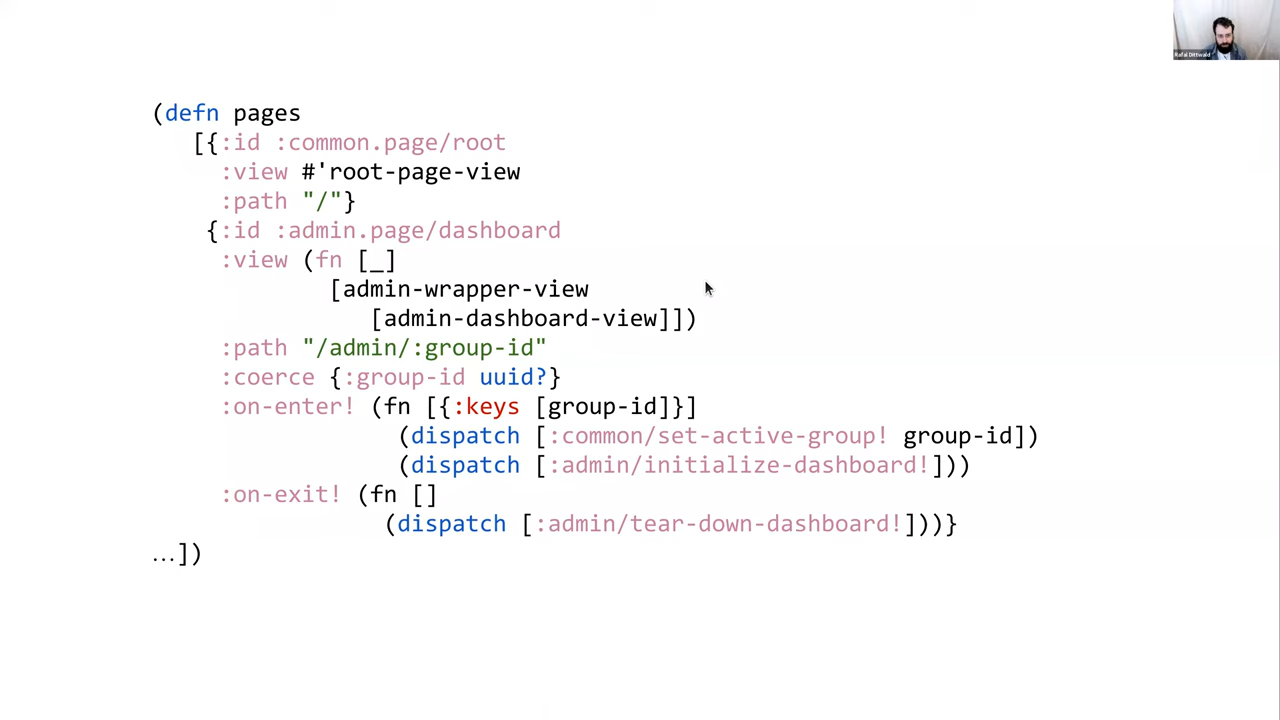 Rafal Dittwald
(defn pages
[{:id :common.page/root
:view #'root-page-view
:path "/"}
{:id :admin.page/dashboard
:view (fn [_]
[admin-wrapper-view
[admin-dashboard-view]])
:path "/admin/:group-id"
:coerce {:group-id uuid?}
:on-enter! (fn [{:keys [group-id]}]
(dispatch [:common/set-active-group! group-id])
(dispatch [:admin/initialize-dashboard!]))
:on-exit! (fn []
(dispatch [:admin/tear-down-dashboard!]))}
…])